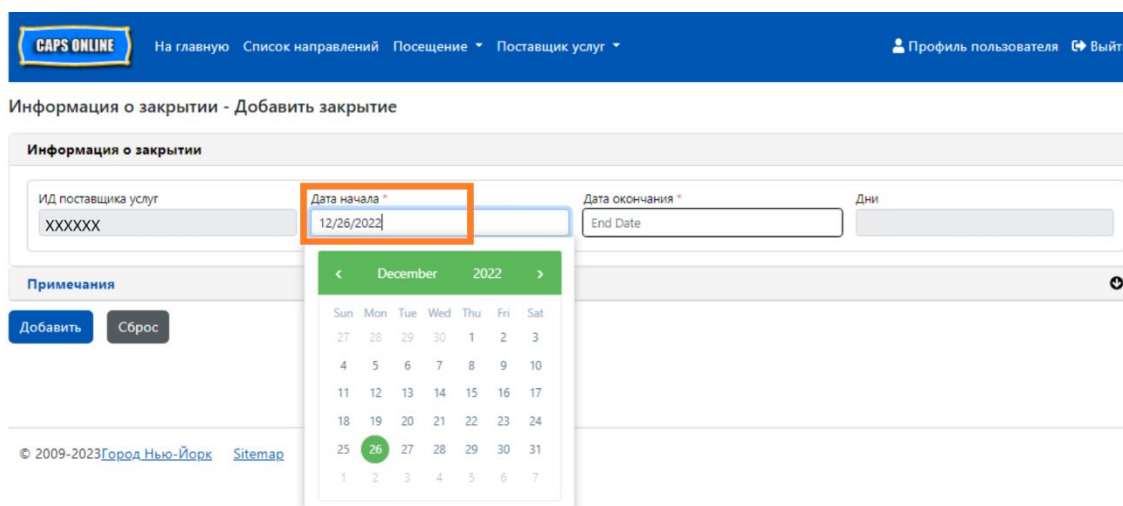 CAPS ONLINE На главную Список направлений Посещение Поставщик услуг Профиль пользователя Выйт
Информация о закрытии - Добавить закрытие
Информация о закрытии
ИД поставщика услуг Дата начала * Дата окончания * Дни
XXXXXX 12/26/2022 End Date
Примечания
Добавить Сброс
December 2022
Sun Mon Tue Wed Thu Fri Sat
27 28 29 30 1 2 3
4 5 6 7 8 9 10
11 12 13 14 15 16 17
18 19 20 21 22 23 24
25 26 27 28 29 30 31
1 2 3 4 5 6 7
© 2009-2023Город Нью-Йорк Sitemap